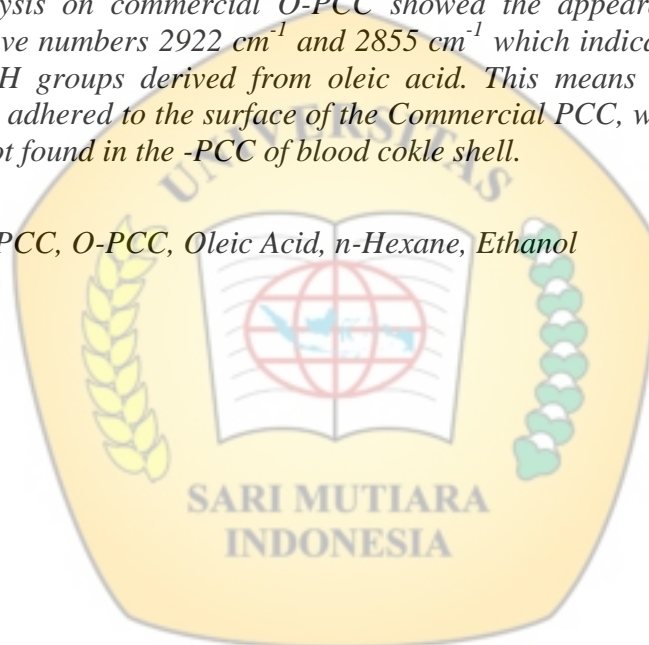 ysis on commercial O-PCC showed the appear
ve numbers 2922 cm-1 and 2855 cm-1 which indica
H groups derived from oleic acid. This means
adhered to the surface of the Commercial PCC, w
ot found in the -PCC of blood cokle shell.
PCC, O-PCC, Oleic Acid, n-Hexane, Ethanol
UNIVERSITAS
SARI MUTIARA
INDONESIA